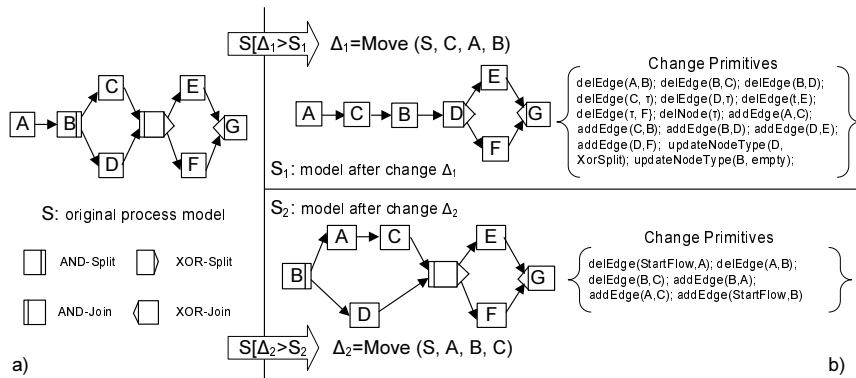 S[Δ1>S1
Δ1=Move (S, C, A, B)
A
B
C
D
E
F
G
S: original process model
AND-Split
XOR-Split
AND-Join
XOR-Join
a)
A
C
B
D
E
F
G
S1: model after change Δ1
Change Primitives
delEdge(A,B); delEdge(B,C); delEdge(B,D);
delEdge(C, τ); delEdge(D,τ); delEdge(t,E);
delEdge(τ, F}; delNode(τ); addEdge(A,C);
addEdge(C,B); addEdge(B,D); addEdge(D,E);
addEdge(D,F); updateNodeType(D,
XorSplit); updateNodeType(B, empty);
S2: model after change Δ2
B
A
C
D
E
F
G
Change Primitives
delEdge(StartFlow,A); delEdge(A,B);
delEdge(B,C); addEdge(B,A);
addEdge(A,C); addEdge(StartFlow,B)
S[Δ2>S2
Δ2=Move (S, A, B, C)
b)